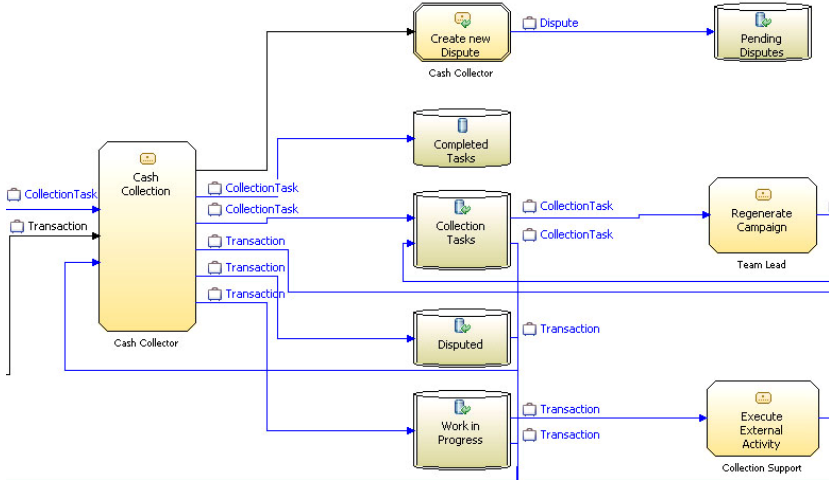 Create new
Dispute
Cash Collector
Dispute
Pending
Disputes
Completed
Tasks
Cash
Collection
CollectionTask
Transaction
Cash Collector
CollectionTask
CollectionTask
Transaction
Transaction
Transaction
Collection
Tasks
CollectionTask
CollectionTask
Regenerate
Campaign
Team Lead
Disputed
Transaction
Work in
Progress
Transaction
Transaction
Execute
External
Activity
Collection Support